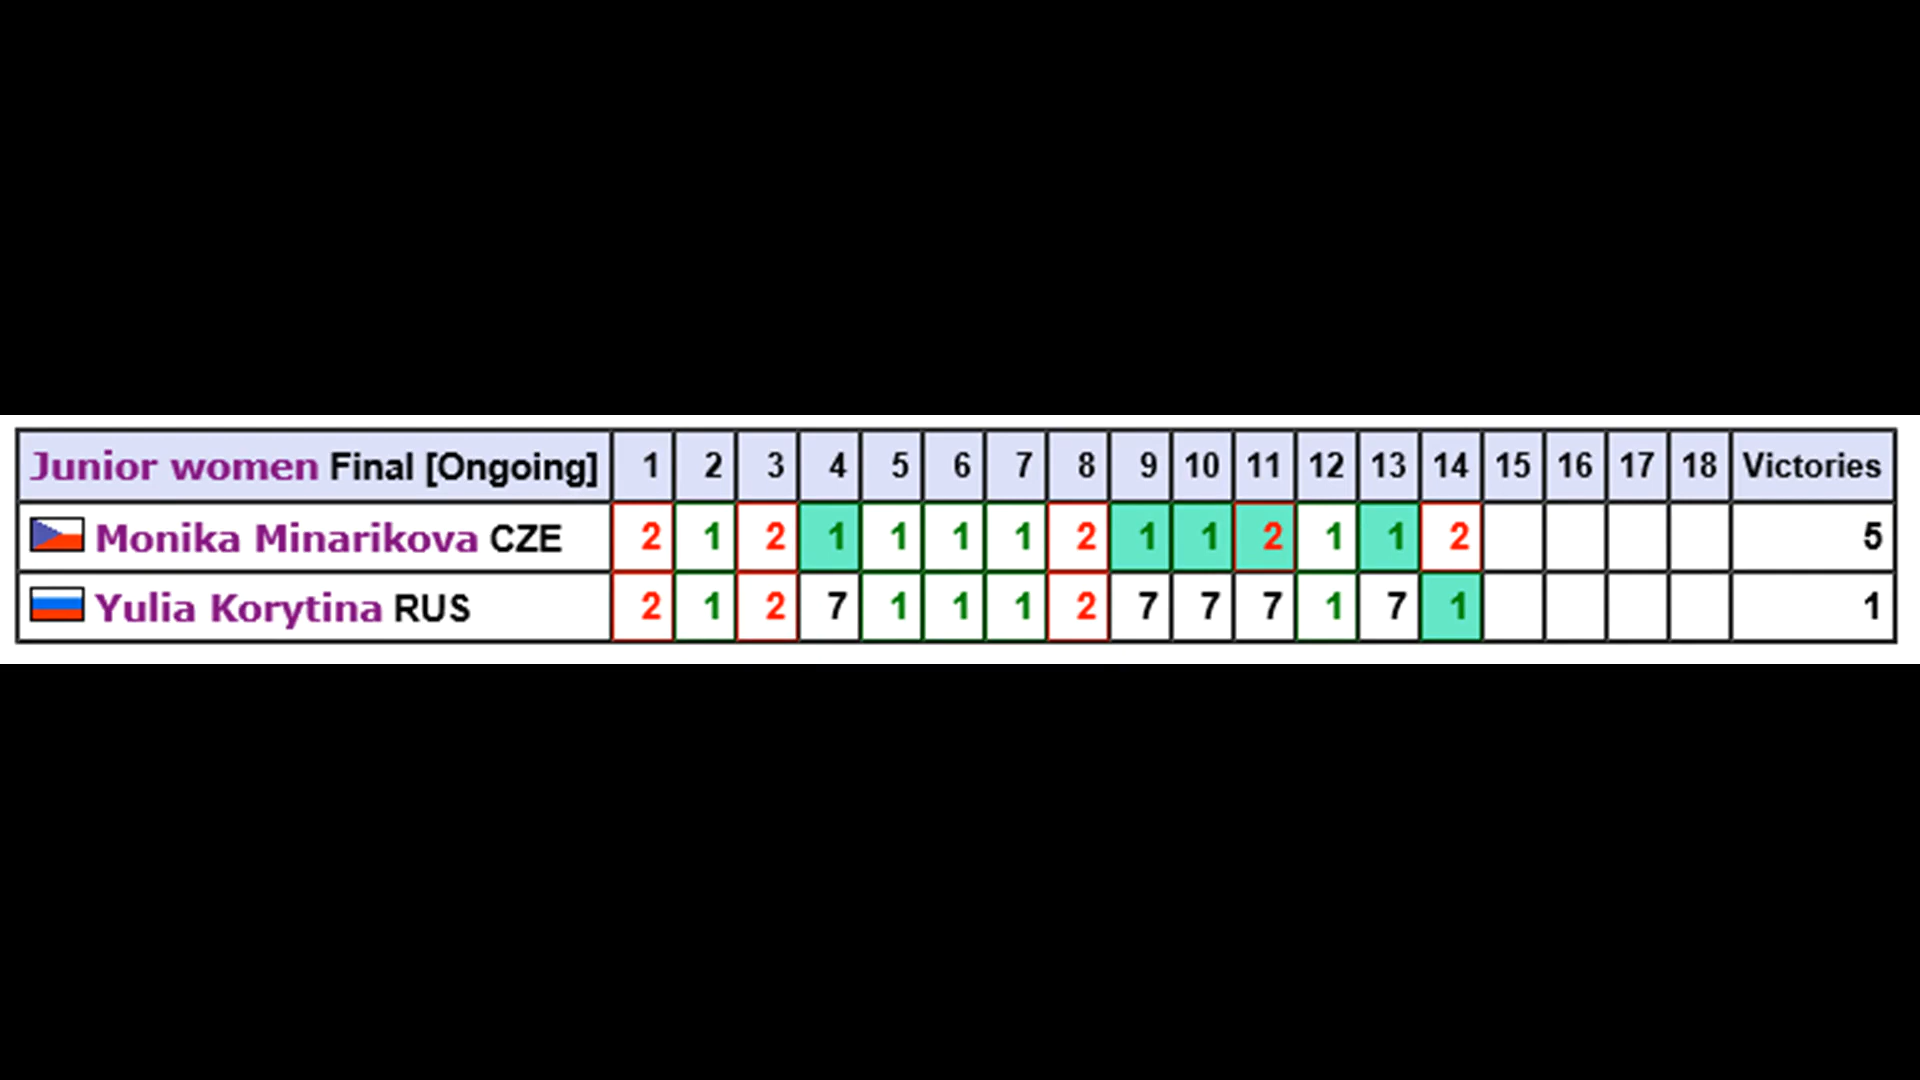 Junior women Final [Ongoing] 1 2 3 4 5 6 7 8 9 10 11 12 13 14 15 16 17 18 Victories
Monika Minarikova CZE 2 1 2 1 1 1 1 2 1 1 2 1 1 2 5
Yulia Korytina RUS 2 1 2 7 1 1 1 2 7 7 7 1 7 1 1